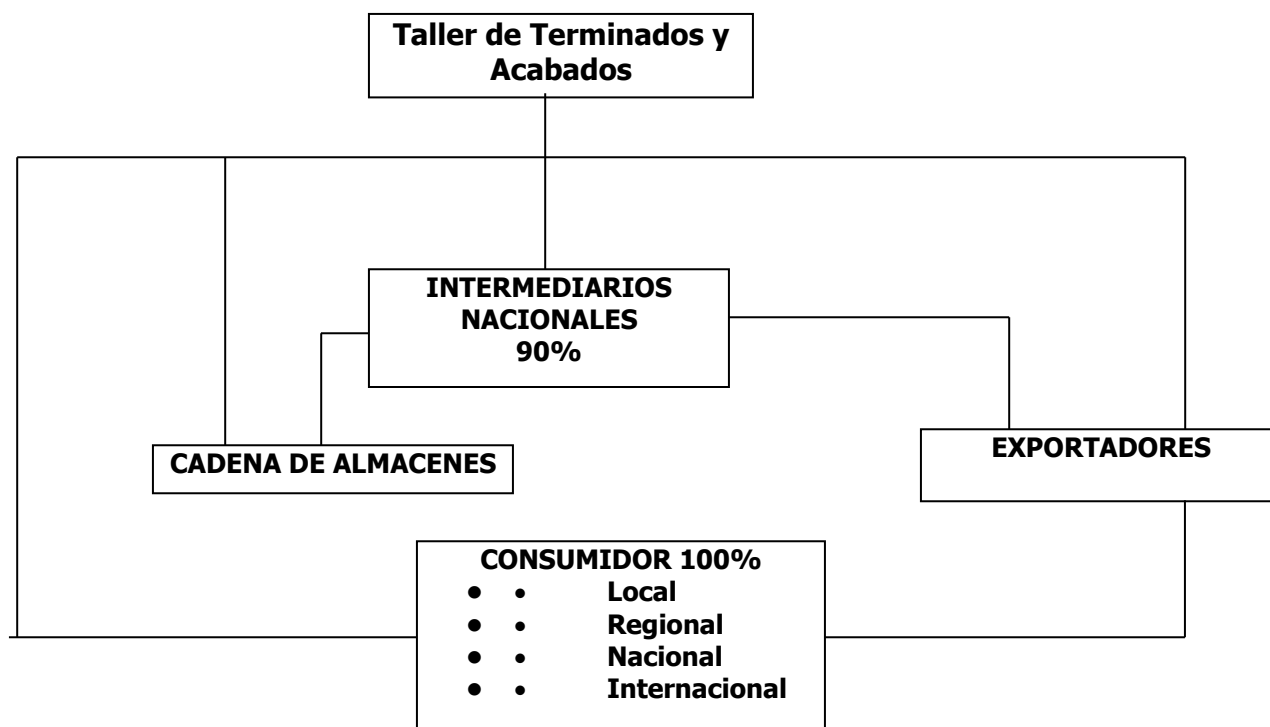 Taller de Terminados y
Acabados
INTERMEDIARIOS
NACIONALES
90%
CADENA DE ALMACENES
EXPORTADORES
CONSUMIDOR 100%
● • Local
● • Regional
● • Nacional
● • Internacional